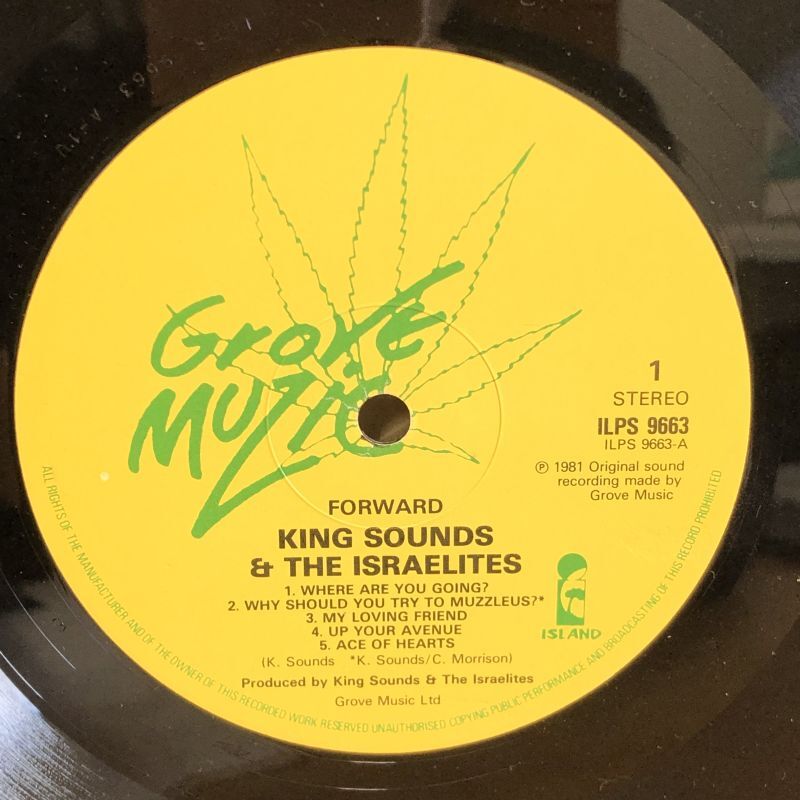 Grove
Muzic
1
STEREO
ILPS 9663
ILPS 9663-A
℗ 1981 Original sound
recording made by
Grove Music
FORWARD
KING SOUNDS
& THE ISRAELITES
1. WHERE ARE YOU GOING?
2. WHY SHOULD YOU TRY TO MUZZLEUS?*
3. MY LOVING FRIEND
4. UP YOUR AVENUE
5. ACE OF HEARTS
(K. Sounds *K. Sounds/C. Morrison)
Produced by King Sounds & The Israelites
Grove Music Ltd
ISLAND
ALL RIGHTS OF THE MANUFACTURER AND OF THE OWNER OF THIS RECORDED WORK RESERVED UNAUTHORISED COPYING PUBLIC PERFORMANCE AND BROADCASTING OF THIS RECORD PROHIBITED